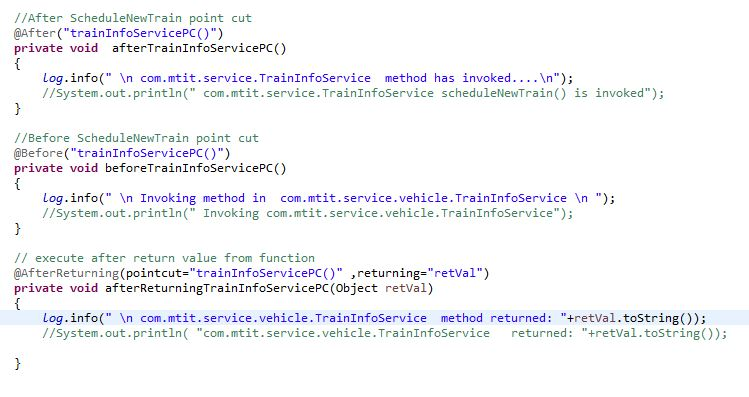 //After ScheduleNewTrain point cut
@After("trainInfoServicePC()")
private void  afterTrainInfoServicePC()
{
    log.info(" \n com.mtit.service.TrainInfoService  method has invoked....\n");
    //System.out.println(" com.mtit.service.TrainInfoService scheduleNewTrain() is invoked");
}

//Before ScheduleNewTrain point cut
@Before("trainInfoServicePC()")
private void beforeTrainInfoServicePC()
{
    log.info(" \n Invoking method in  com.mtit.service.vehicle.TrainInfoService \n ");
    //System.out.println(" Invoking com.mtit.service.vehicle.TrainInfoService");
}

// execute after return value from function
@AfterReturning(pointcut="trainInfoServicePC()" ,returning="retVal")
private void afterReturningTrainInfoServicePC(Object retVal)
{
    log.info(" \n com.mtit.service.vehicle.TrainInfoService  method returned: "+retVal.toString());
    //System.out.println( "com.mtit.service.vehicle.TrainInfoService   returned: "+retVal.toString());

}